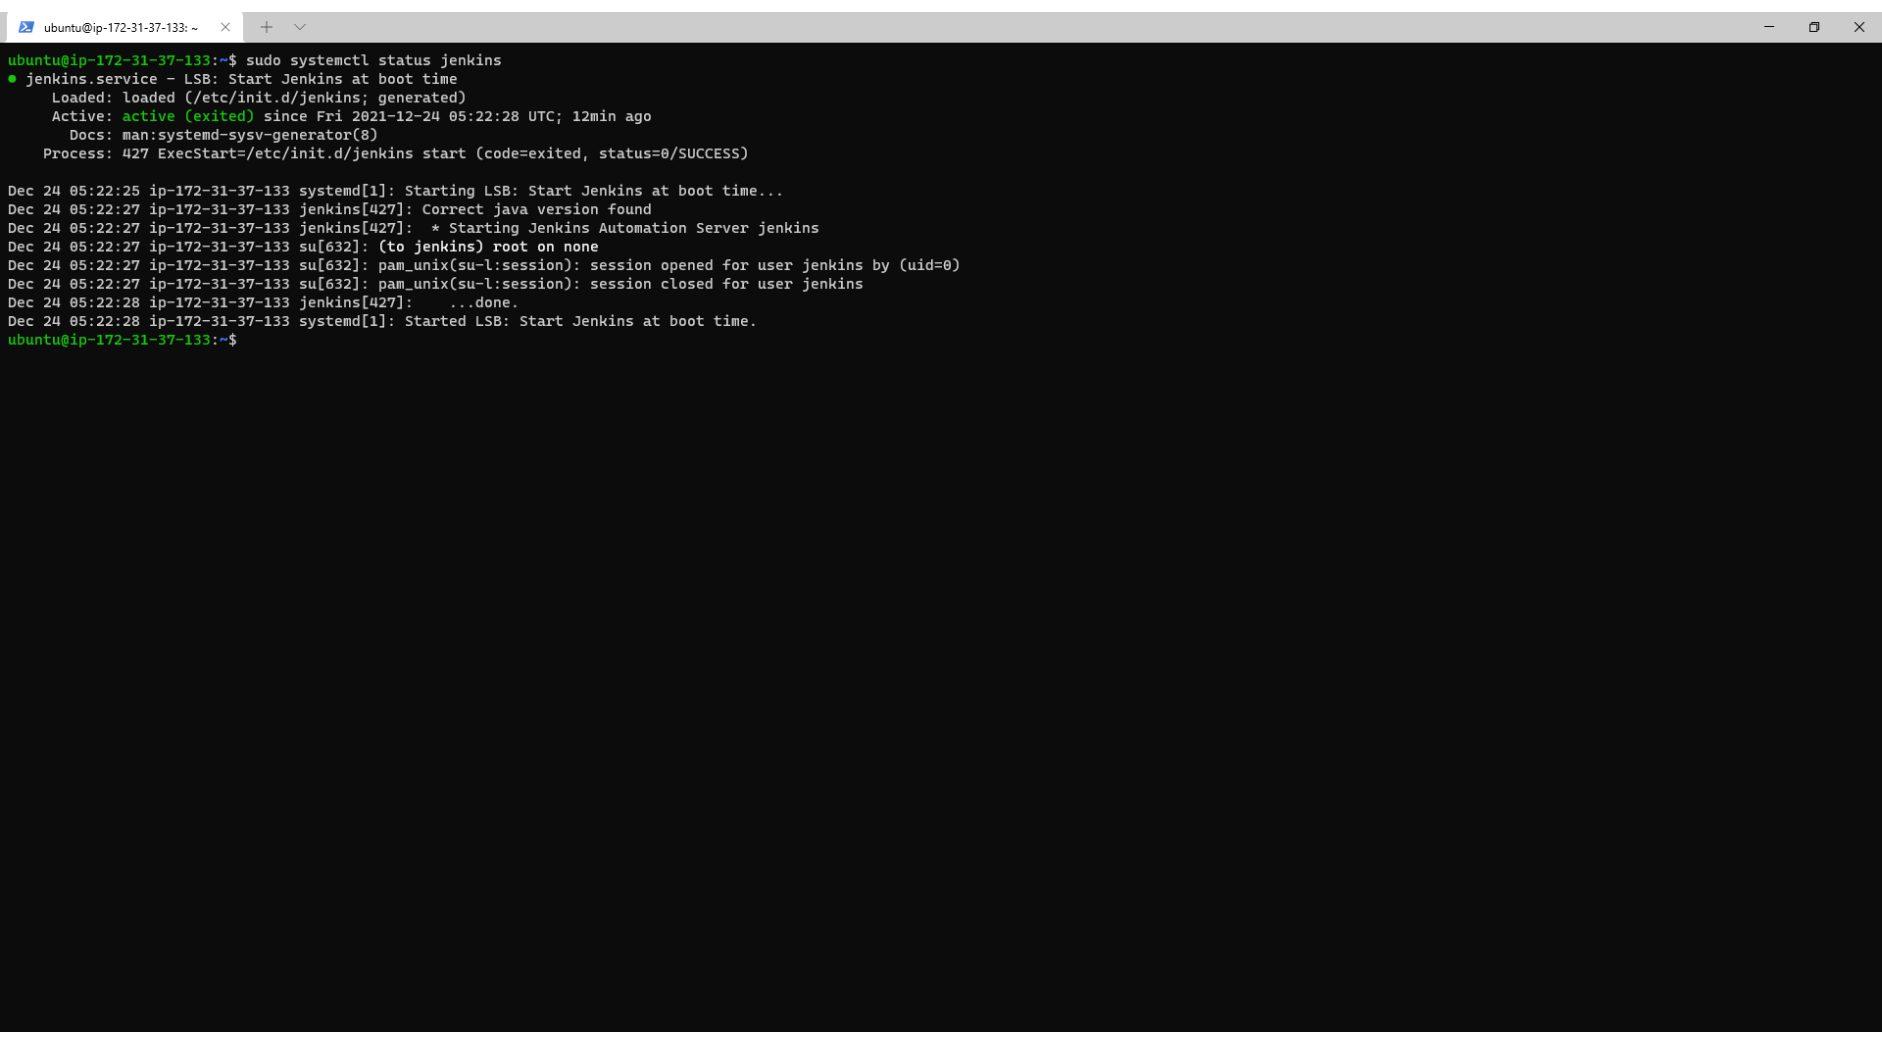 ubuntu@ip-172-31-37-133: ~
ubuntu@ip-172-31-37-133:~$ sudo systemctl status jenkins
● jenkins.service - LSB: Start Jenkins at boot time
     Loaded: loaded (/etc/init.d/jenkins; generated)
     Active: active (exited) since Fri 2021-12-24 05:22:28 UTC; 12min ago
       Docs: man:systemd-sysv-generator(8)
    Process: 427 ExecStart=/etc/init.d/jenkins start (code=exited, status=0/SUCCESS)

Dec 24 05:22:25 ip-172-31-37-133 systemd[1]: Starting LSB: Start Jenkins at boot time...
Dec 24 05:22:27 ip-172-31-37-133 jenkins[427]: Correct java version found
Dec 24 05:22:27 ip-172-31-37-133 jenkins[427]:  * Starting Jenkins Automation Server jenkins
Dec 24 05:22:27 ip-172-31-37-133 su[632]: (to jenkins) root on none
Dec 24 05:22:27 ip-172-31-37-133 su[632]: pam_unix(su-l:session): session opened for user jenkins by (uid=0)
Dec 24 05:22:27 ip-172-31-37-133 su[632]: pam_unix(su-l:session): session closed for user jenkins
Dec 24 05:22:28 ip-172-31-37-133 jenkins[427]:    ...done.
Dec 24 05:22:28 ip-172-31-37-133 systemd[1]: Started LSB: Start Jenkins at boot time.
ubuntu@ip-172-31-37-133:~$